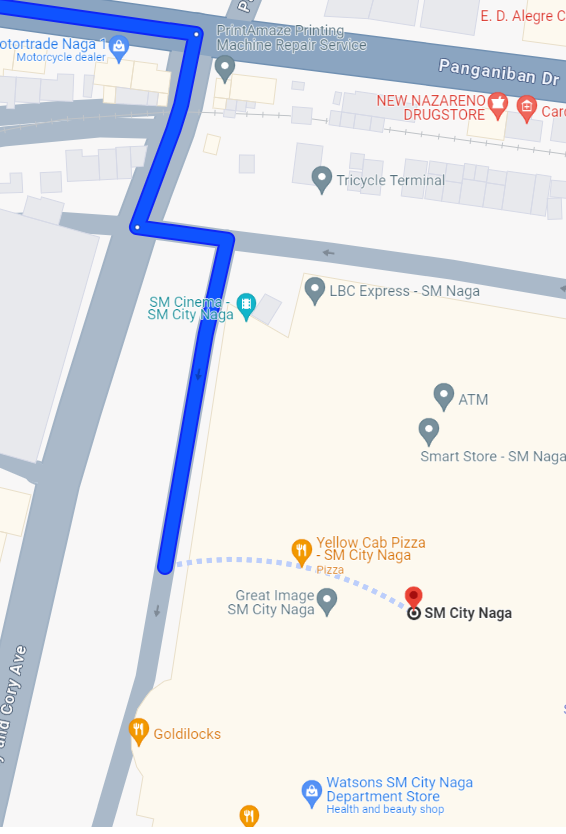 E. D. Alegre C
PrintAmaze Printing
Machine Repair Service
otortrade Naga 1
Motorcycle dealer
Panganiban Dr
NEW NAZARENO
DRUGSTORE
Card
Tricycle Terminal
LBC Express - SM Naga
SM Cinema -
SM City Naga
ATM
Smart Store - SM Naga
Yellow Cab Pizza
- SM City Naga
Pizza
Great Image
SM City Naga
SM City Naga
and Cory Ave
Goldilocks
Watsons SM City Naga
Department Store
Health and beauty shop